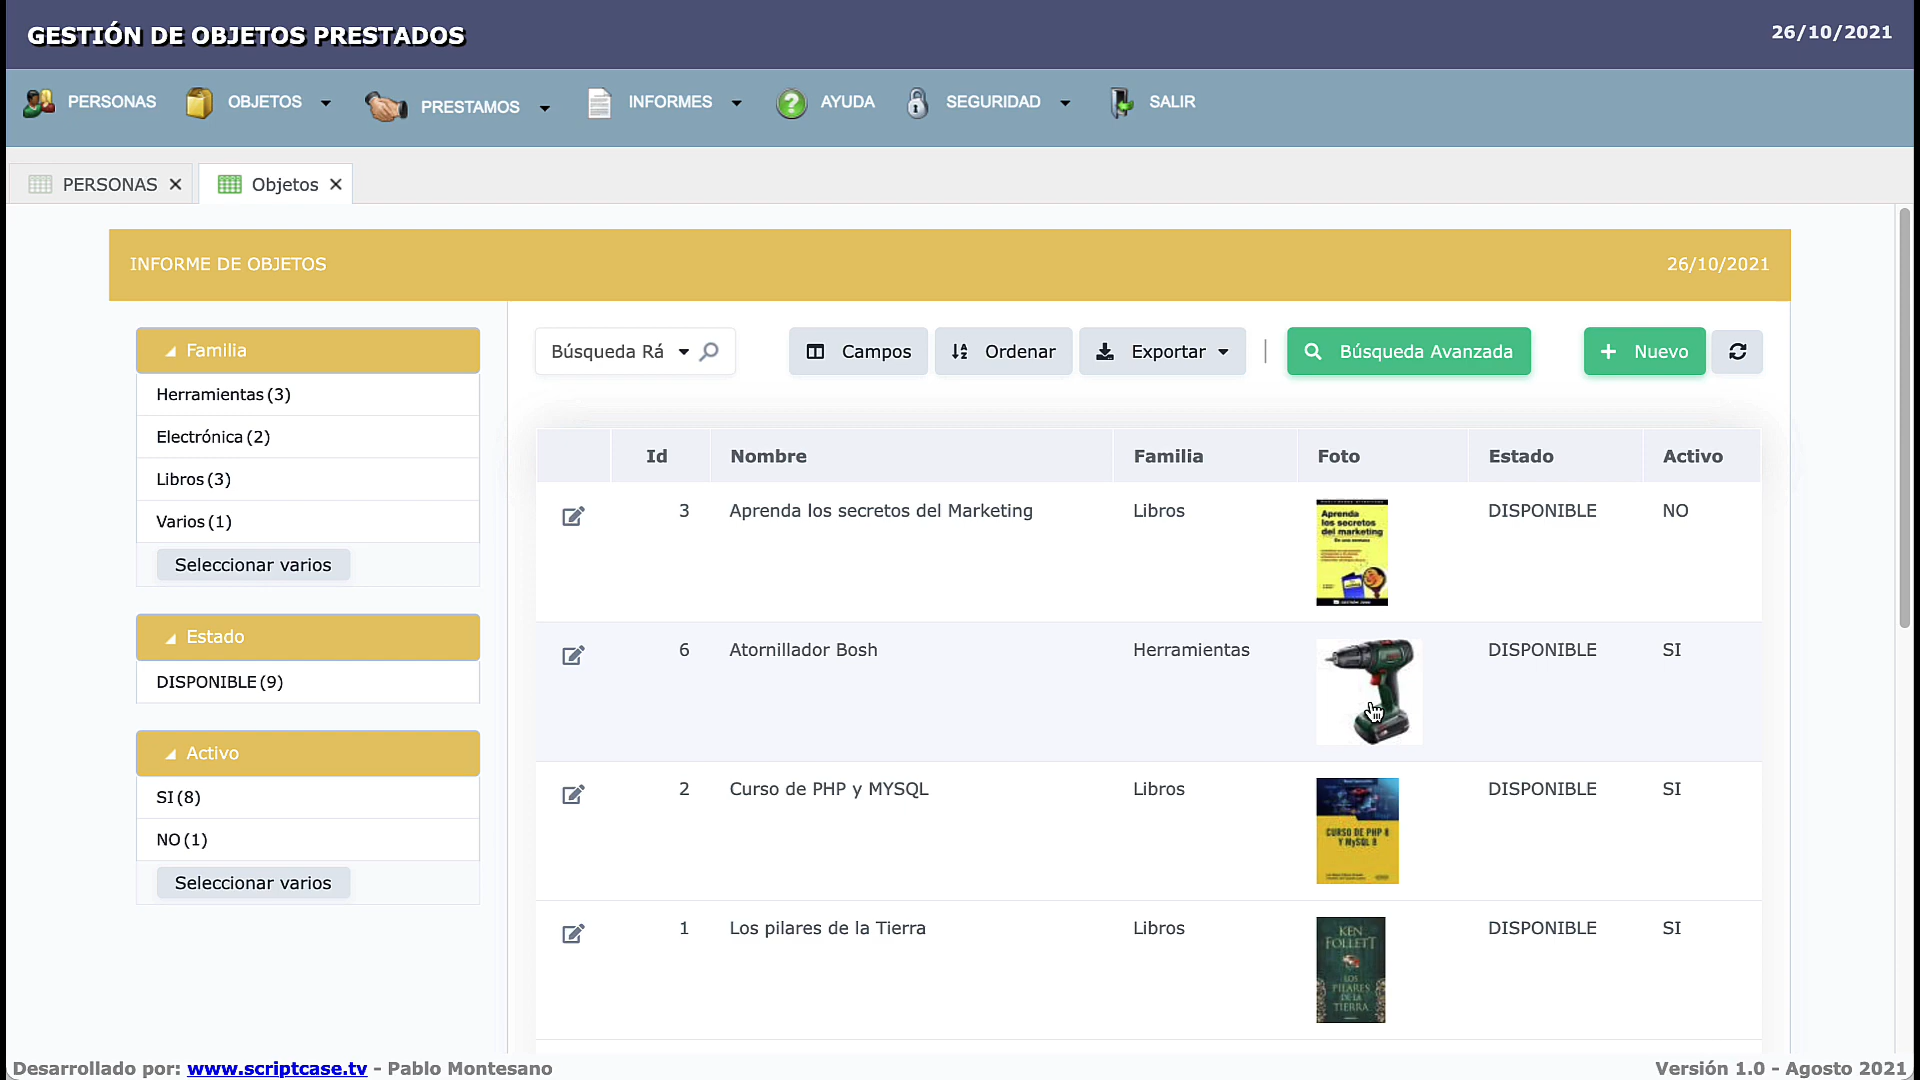 GESTIÓN DE OBJETOS PRESTADOS
26/10/2021
PERSONAS
OBJETOS
PRESTAMOS
INFORMES
AYUDA
SEGURIDAD
SALIR
PERSONAS
Objetos
INFORME DE OBJETOS
26/10/2021
Familia
Herramientas (3)
Electrónica (2)
Libros (3)
Varios (1)
Seleccionar varios
Estado
DISPONIBLE (9)
Activo
SI (8)
NO (1)
Seleccionar varios
Búsqueda Rá
Campos
Ordenar
Exportar
Búsqueda Avanzada
Nuevo
Id Nombre Familia Foto Estado Activo
3 Aprenda los secretos del Marketing Libros DISPONIBLE NO
Aprenda
los secretos
del marketing
En una semana
6 Atornillador Bosh Herramientas DISPONIBLE SI
2 Curso de PHP y MYSQL Libros DISPONIBLE SI
CURSO DE PHP 8
Y MySQL 8
1 Los pilares de la Tierra Libros DISPONIBLE SI
KEN
FOLLETT
LOS
PILARES
DE LA
TIERRA
Desarrollado por: www.scriptcase.tv - Pablo Montesano
Versión 1.0 - Agosto 2021